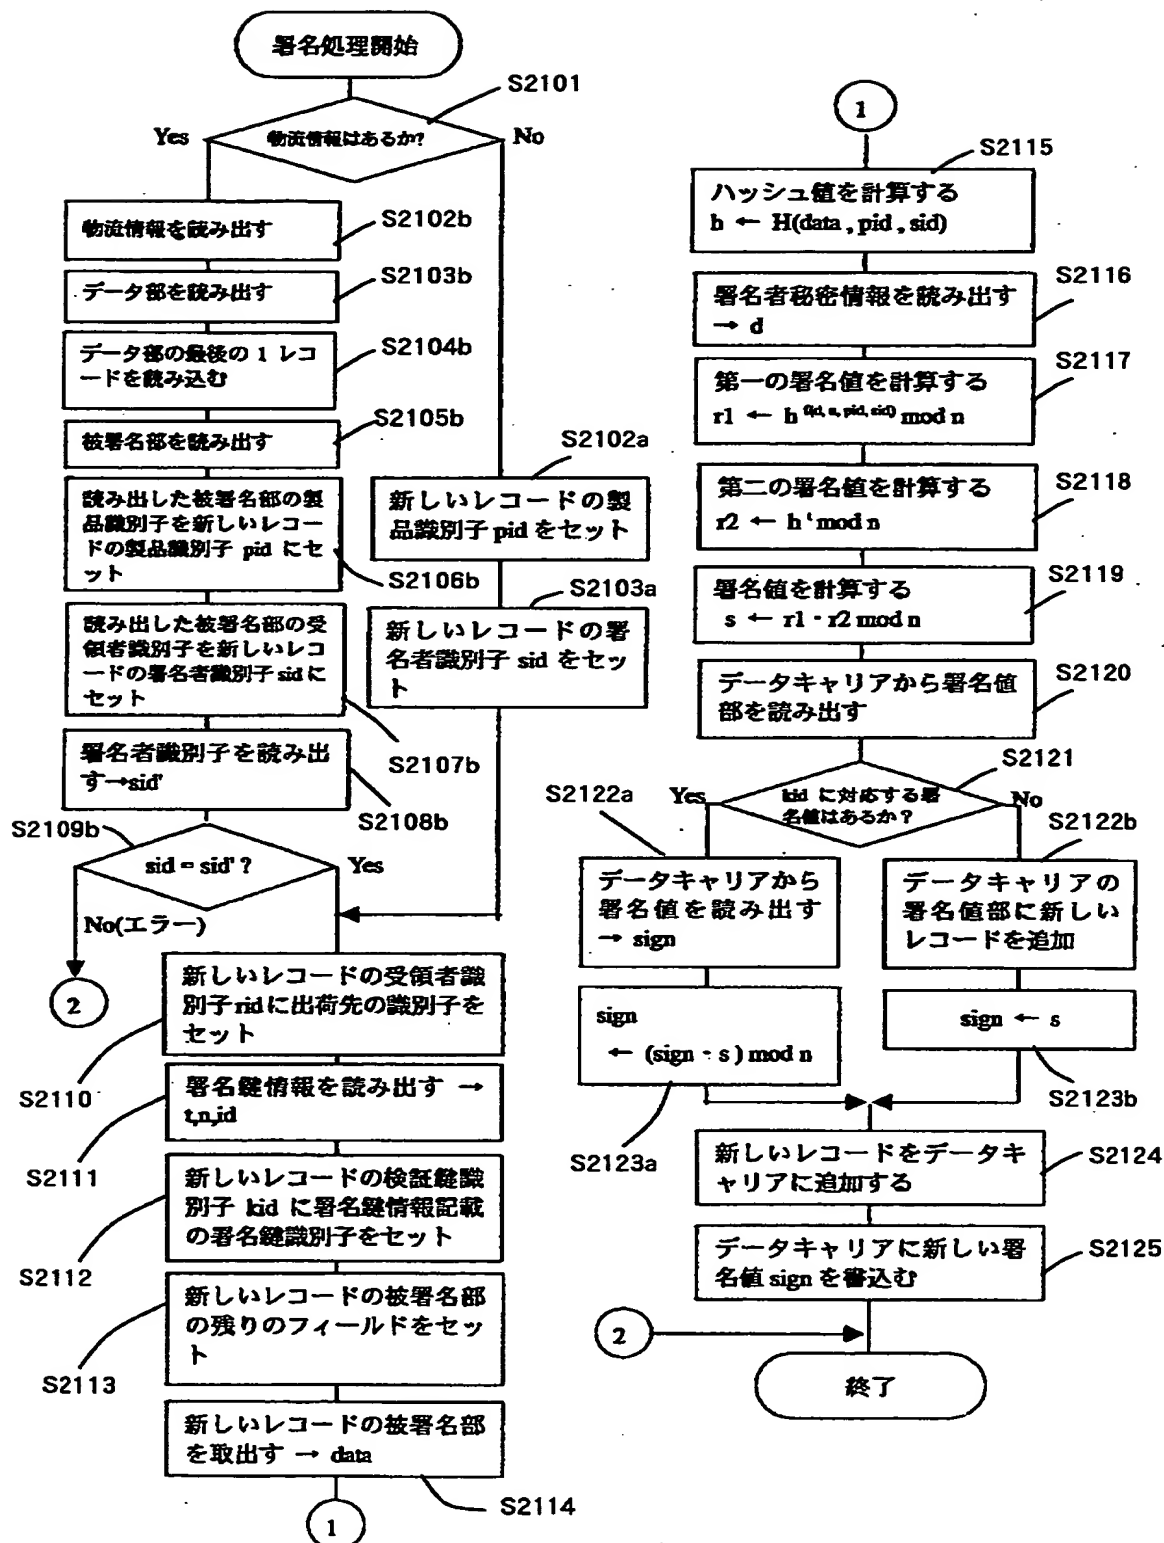 署名処理開始
S2101
物流情報はあるか?
Yes
No
物流情報を読み出す
S2102b
データ部を読み出す
S2103b
データ部の最後の 1 レコ
ードを読み込む
S2104b
被署名部を読み出す
S2105b
読み出した被署名部の製
品識別子を新しいレコー
ドの製品識別子 pid にセ
ット
S2106b
読み出した被署名部の受
領者識別子を新しいレコ
ードの署名者識別子 sid に
セット
S2107b
署名者識別子を読み出
す→sid'
S2108b
S2109b
sid = sid' ?
Yes
No(エラー)
2
S2102a
新しいレコードの製
品識別子 pid をセット
S2103a
新しいレコードの署
名者識別子 sid をセッ
ト
新しいレコードの受領者識
別子 rid に出荷先の識別子を
セット
S2110
署名鍵情報を読み出す →
t,n,id
S2111
新しいレコードの検証鍵識
別子 kid に署名鍵情報記載
の署名鍵識別子をセット
S2112
新しいレコードの被署名部
の残りのフィールドをセッ
ト
S2113
新しいレコードの被署名部
を取出す → data
S2114
1
1
S2115
ハッシュ値を計算する
h ← H(data , pid , sid)
S2116
署名者秘密情報を読み出す
→ d
S2117
第一の署名値を計算する
r1 ← h mod n
S2118
第二の署名値を計算する
r2 ← h mod n
S2119
署名値を計算する
s ← r1 · r2 mod n
S2120
データキャリアから署名値
部を読み出す
S2121
kid に対応する署
名値はあるか?
Yes
No
S2122a
データキャリアから
署名値を読み出す
→ sign
S2122b
データキャリアの
署名値部に新しい
レコードを追加
sign
← (sign · s ) mod n
S2123a
sign ← s
S2123b
新しいレコードをデータキ
ャリアに追加する
S2124
データキャリアに新しい署
名値 sign を書込む
S2125
2
終了